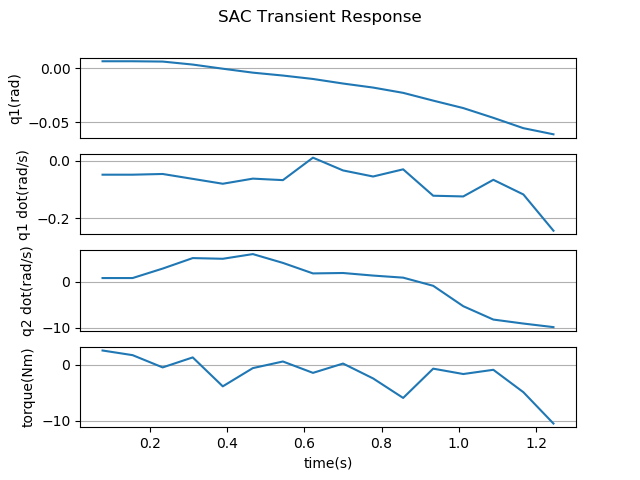 SAC Transient Response
q1(rad)
0.00
−0.05
q1 dot(rad/s)
0.0
−0.2
q2 dot(rad/s)
0
−10
torque(Nm)
0
−10
0.2 0.4 0.6 0.8 1.0 1.2
time(s)